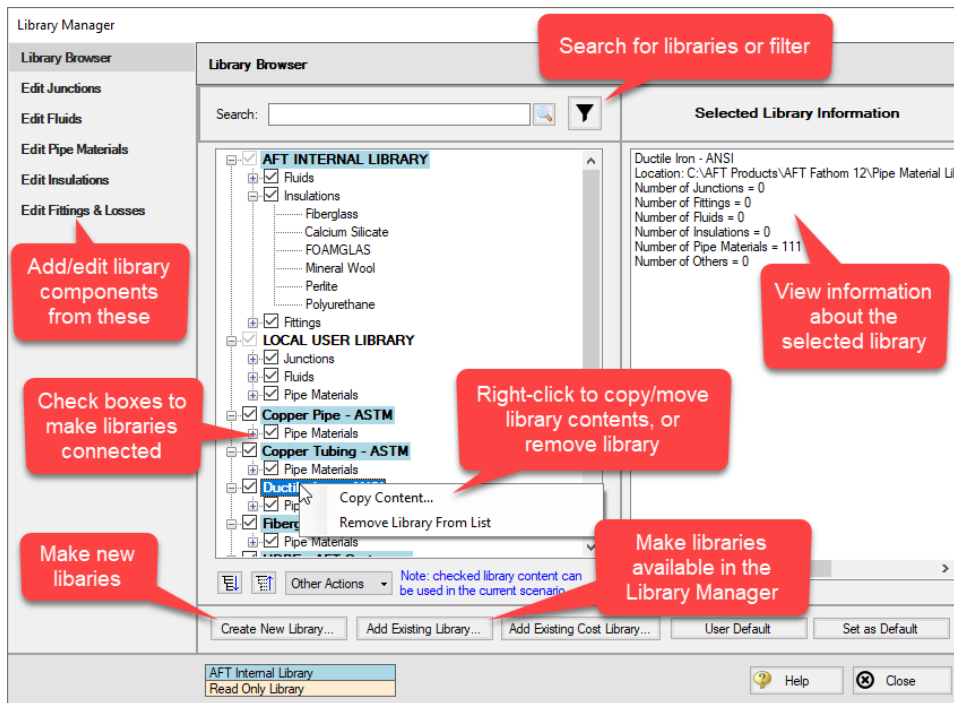 Library Manager
Library Browser
Edit Junctions
Edit Fluids
Edit Pipe Materials
Edit Insulations
Edit Fittings & Losses
Add/edit library
components
from these
Check boxes to
make libraries
connected
Make new
libaries
Library Browser
Search for libraries or filter
Search:
AFT INTERNAL LIBRARY
Fluids
Insulations
Fiberglass
Calcium Silicate
FOAMGLAS
Mineral Wool
Perlite
Polyurethane
Fittings
LOCAL USER LIBRARY
Junctions
Fluids
Pipe Materials
Copper Pipe - ASTM
Pipe Materials
Copper Tubing - ASTM
Pipe Materials
Pipe Materials
Right-click to copy/move
library contents, or
remove library
Copy Content...
Remove Library From List
Selected Library Information
Ductile Iron - ANSI
Location: C:\AFT Products\AFT Fathom 12\Pipe Material Li
Number of Junctions = 0
Number of Fittings = 0
Number of Fluids = 0
Number of Insulations = 0
Number of Pipe Materials = 111
Number of Others = 0
View information
about the
selected library
Make libraries
available in the
Library Manager
Other Actions
Note: checked library content can
be used in the current scenario
Create New Library...
Add Existing Library...
Add Existing Cost Library...
User Default
Set as Default
AFT Internal Library
Read Only Library
Help
Close